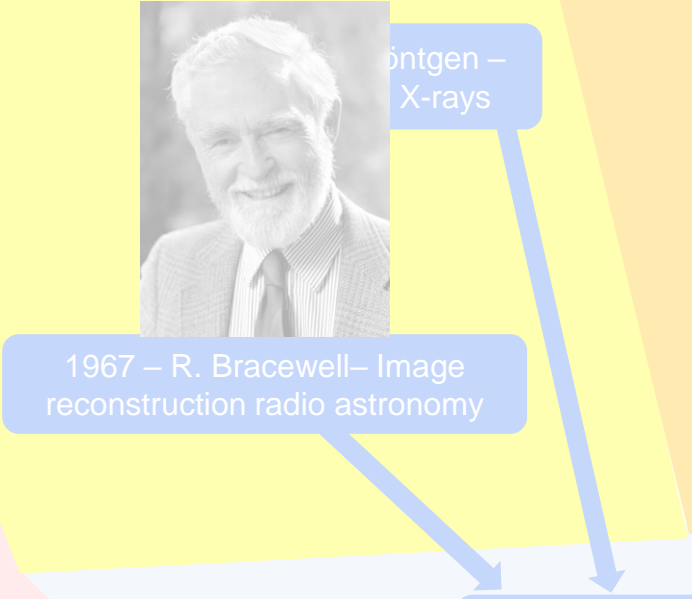 öntgen –
X-rays
1967 – R. Bracewell– Image
reconstruction radio astronomy